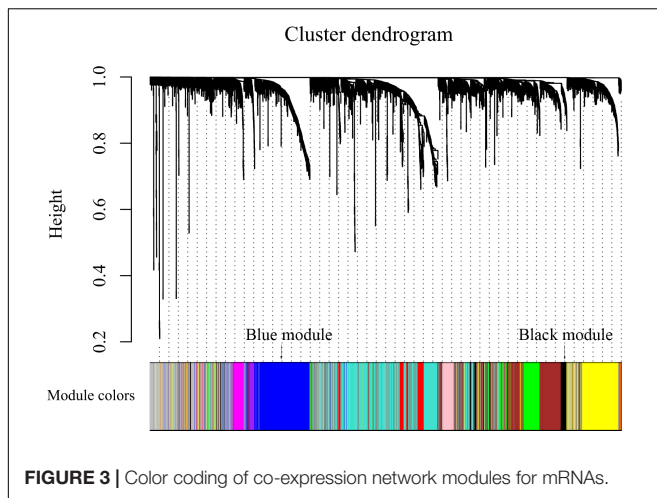 Cluster dendrogram
1.0
0.8
0.6
0.4
0.2
Height
Blue module
Black module
Module colors
FIGURE 3 | Color coding of co-expression network modules for mRNAs.